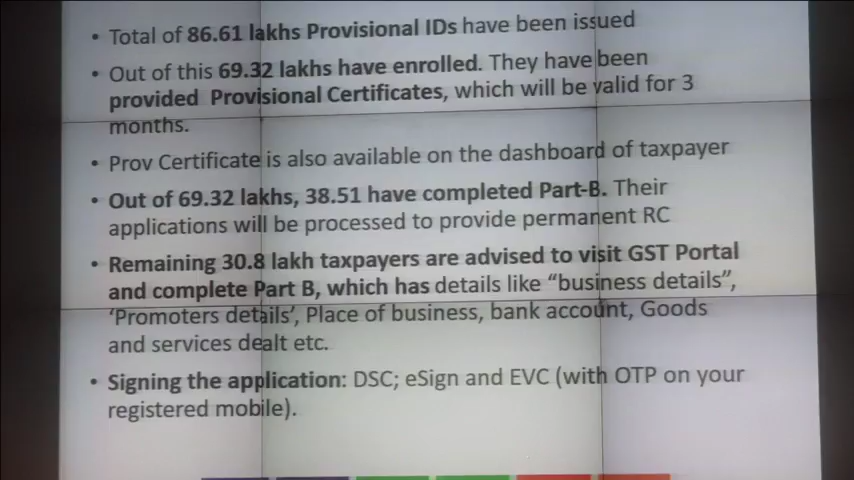 • Total of 86.61 lakhs Provisional IDs have been issued
• Out of this 69.32 lakhs have enrolled. They have been
provided Provisional Certificates, which will be valid for 3
months.
• Prov Certificate is also available on the dashboard of taxpayer
• Out of 69.32 lakhs, 38.51 have completed Part-B. Their
applications will be processed to provide permanent RC
• Remaining 30.8 lakh taxpayers are advised to visit GST Portal
and complete Part B, which has details like “business details”,
‘Promoters details’, Place of business, bank account, Goods
and services dealt etc.
• Signing the application: DSC; eSign and EVC (with OTP on your
registered mobile).